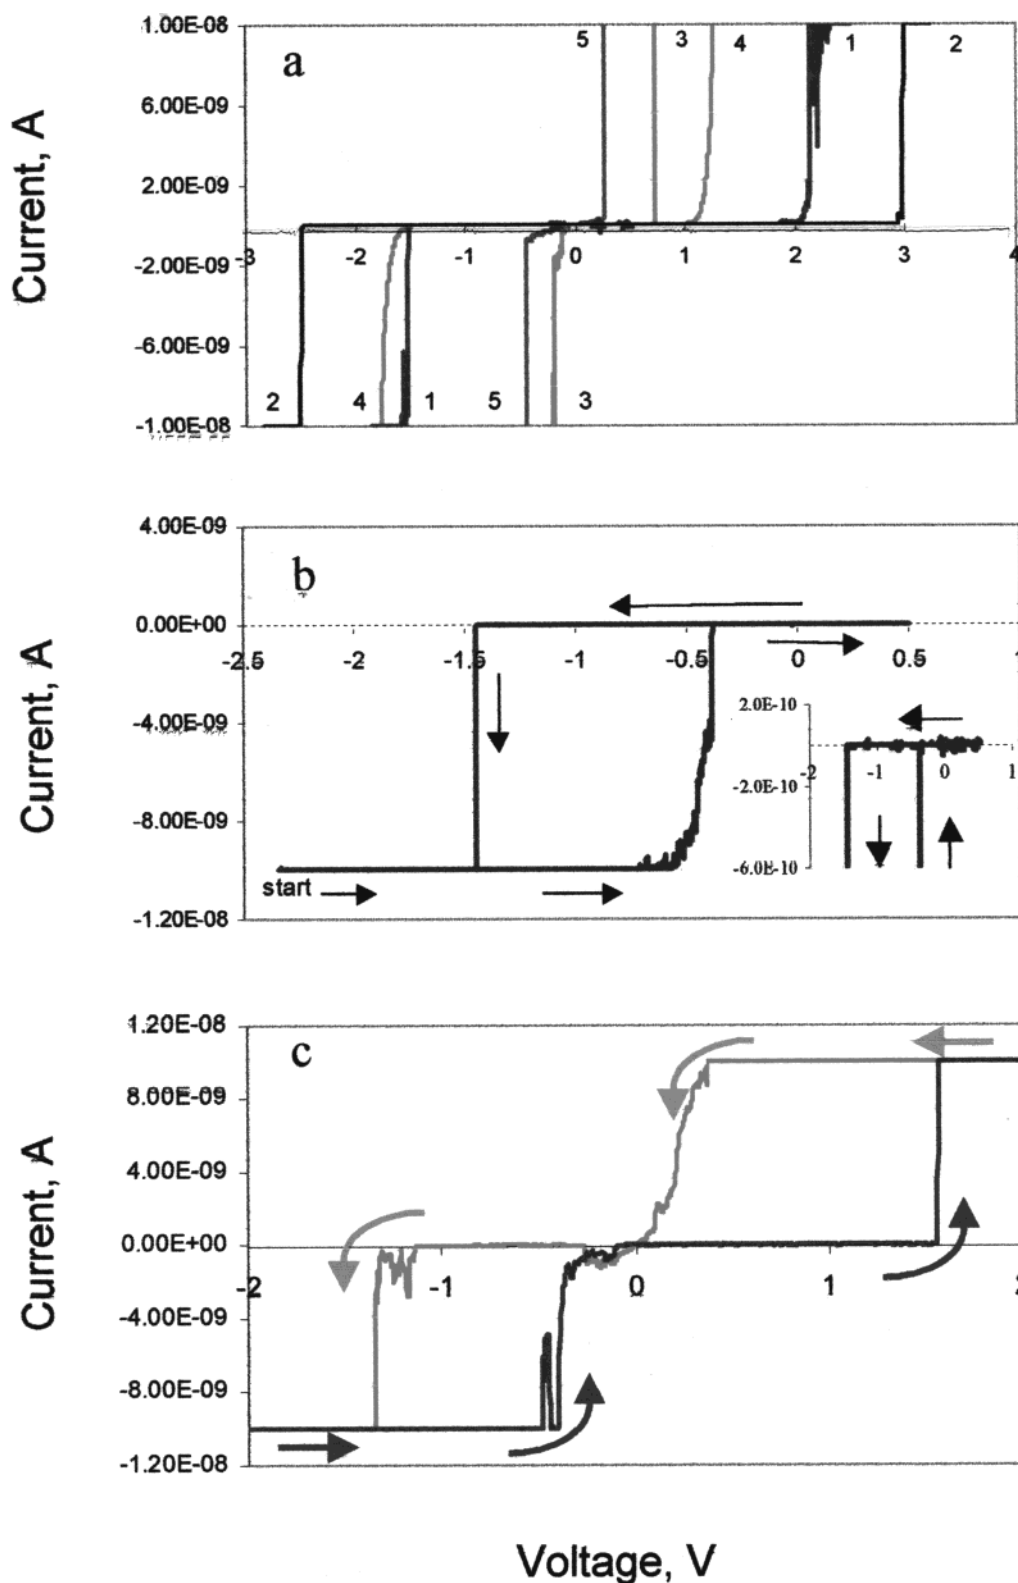 a
Current, A
1.00E-08
6.00E-09
2.00E-09
-2.00E-09
-6.00E-09
-1.00E-08
5 3 4 1 2
-3 -2 -1 0 1 2 3 4
2 4 1 5 3
b
Current, A
4.00E-09
0.00E+00
-4.00E-09
-8.00E-09
-1.20E-08
-2.5 -2 -1.5 -1 -0.5 0 0.5
start
2.0E-10
-2 -1 0 1
-2.0E-10
-6.0E-10
c
Current, A
1.20E-08
8.00E-09
4.00E-09
0.00E+00
-4.00E-09
-8.00E-09
-1.20E-08
-2 -1 0 1
Voltage, V